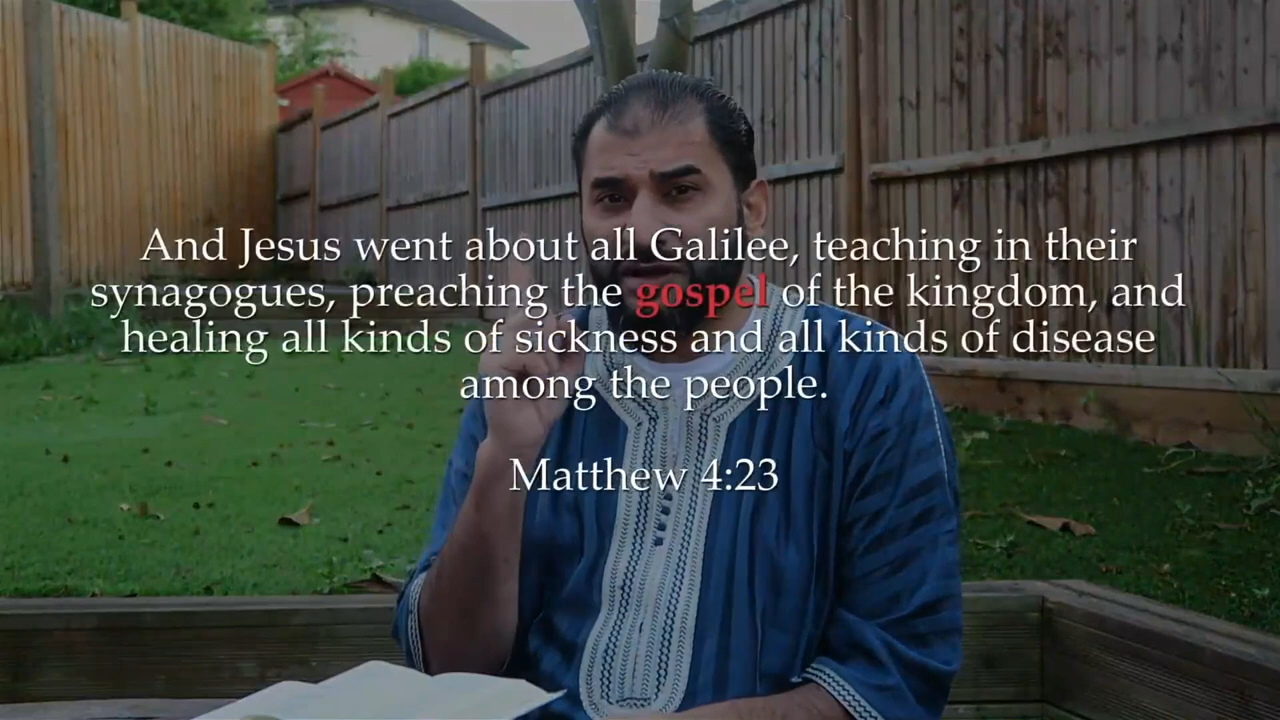 And Jesus went about all Galilee, teaching in their
synagogues, preaching the gospel of the kingdom, and
healing all kinds of sickness and all kinds of disease
among the people.
Matthew 4:23